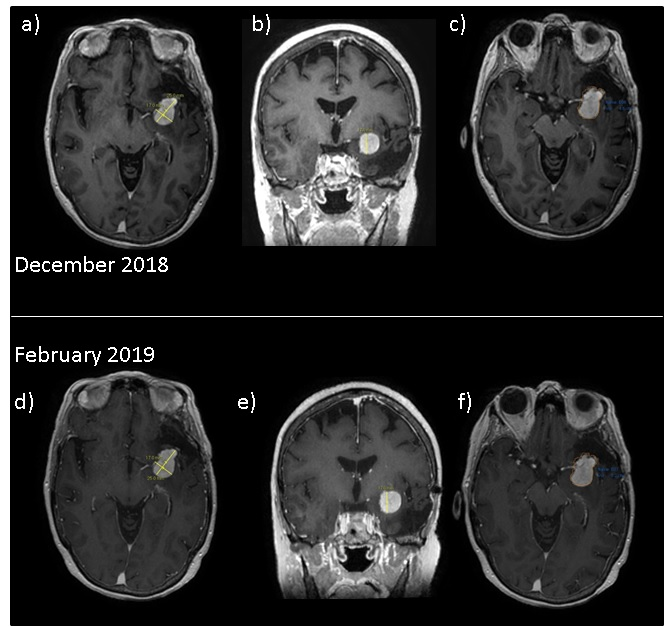 a)
b)
c)
December 2018
February 2019
d)
e)
f)